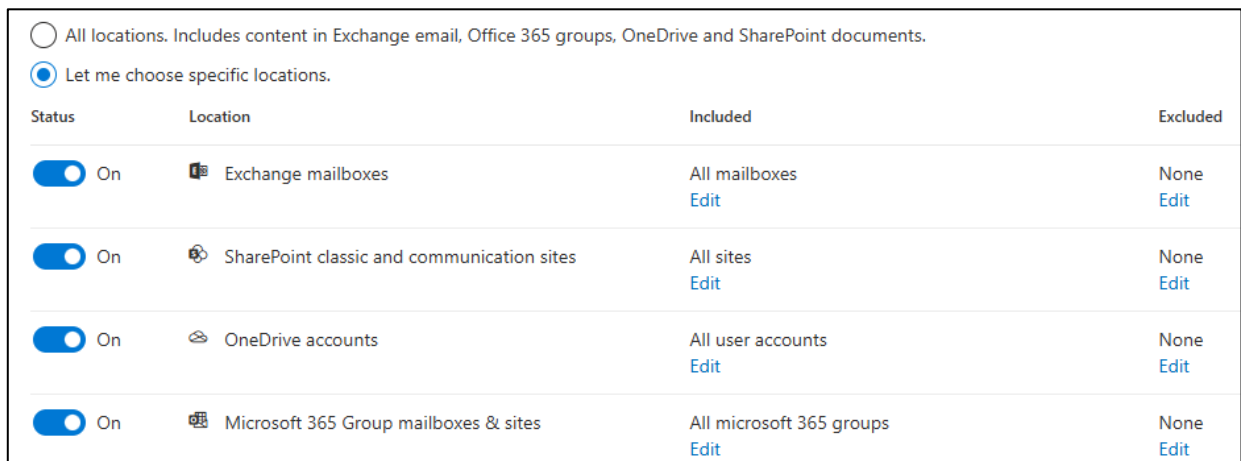 All locations. Includes content in Exchange email, Office 365 groups, OneDrive and SharePoint documents.
Let me choose specific locations.
Status Location Included Excluded
On Exchange mailboxes All mailboxes None
Edit Edit
On SharePoint classic and communication sites All sites None
Edit Edit
On OneDrive accounts All user accounts None
Edit Edit
On Microsoft 365 Group mailboxes & sites All microsoft 365 groups None
Edit Edit